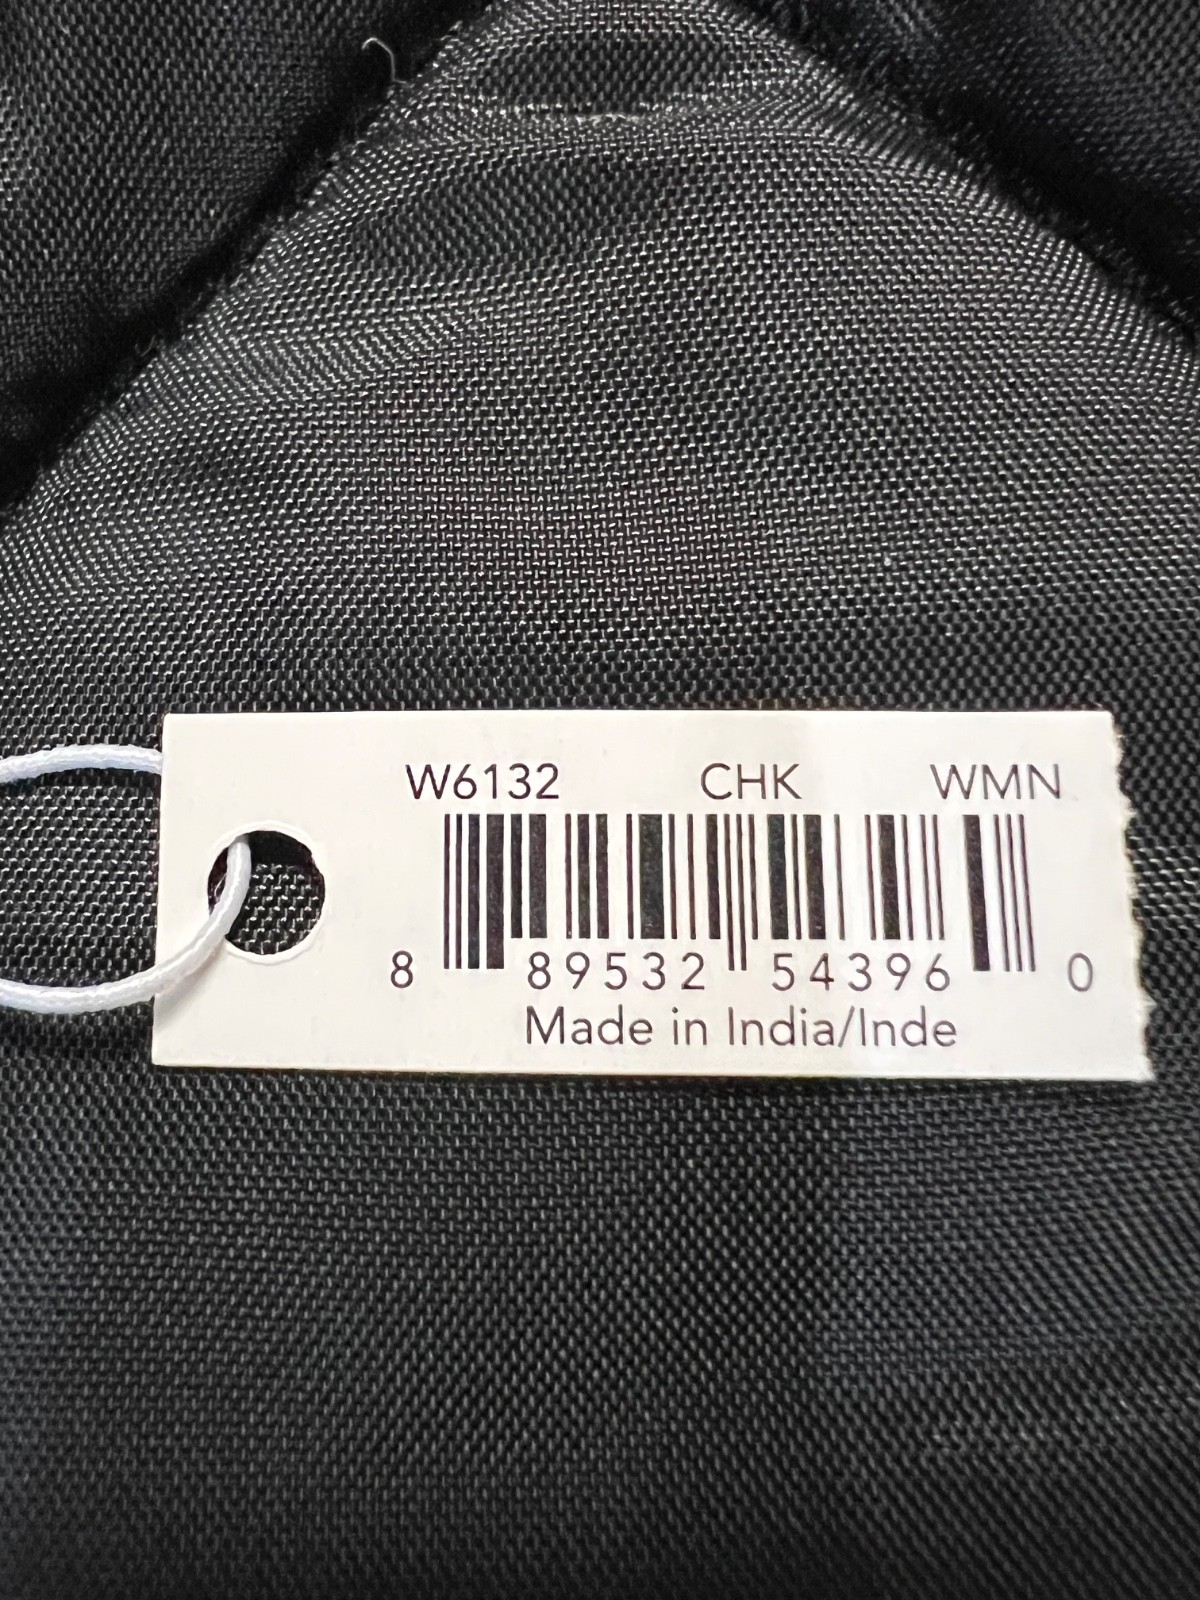 W6132 CHK WMN
8 89532 54396 0
Made in India/Inde